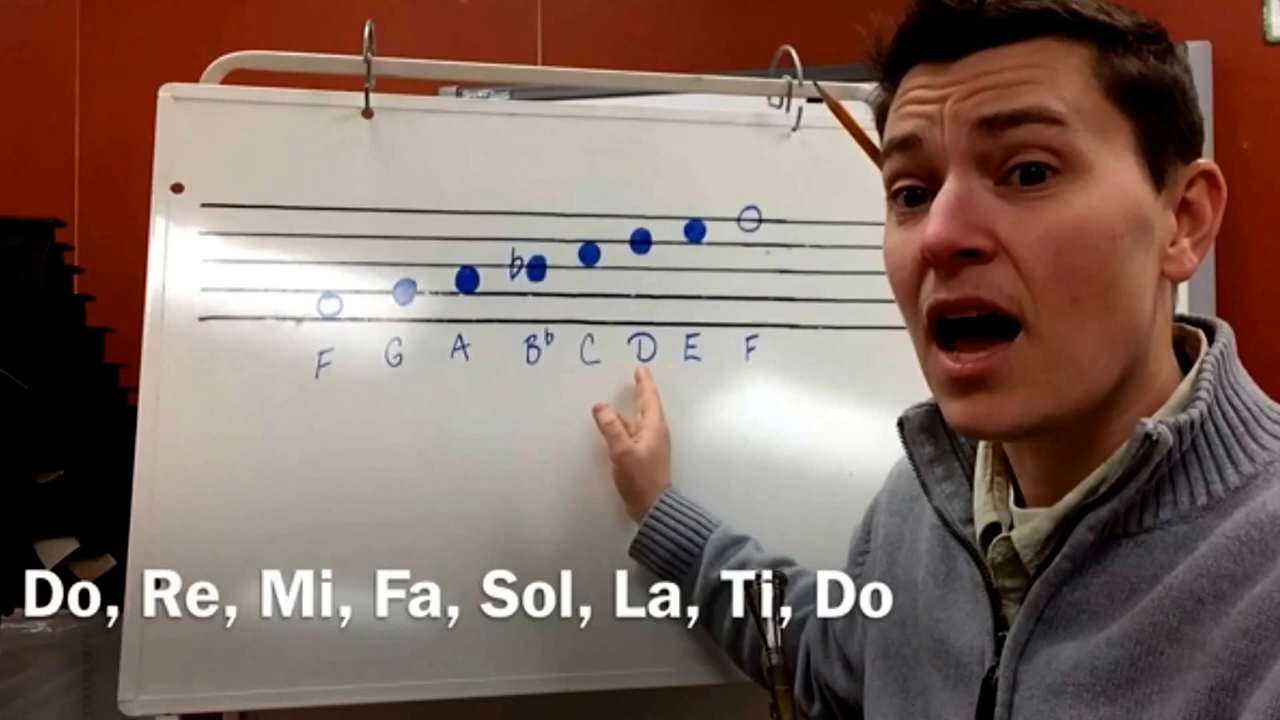 ♭
F G A B♭ C D E F
Do, Re, Mi, Fa, Sol, La, Ti, Do